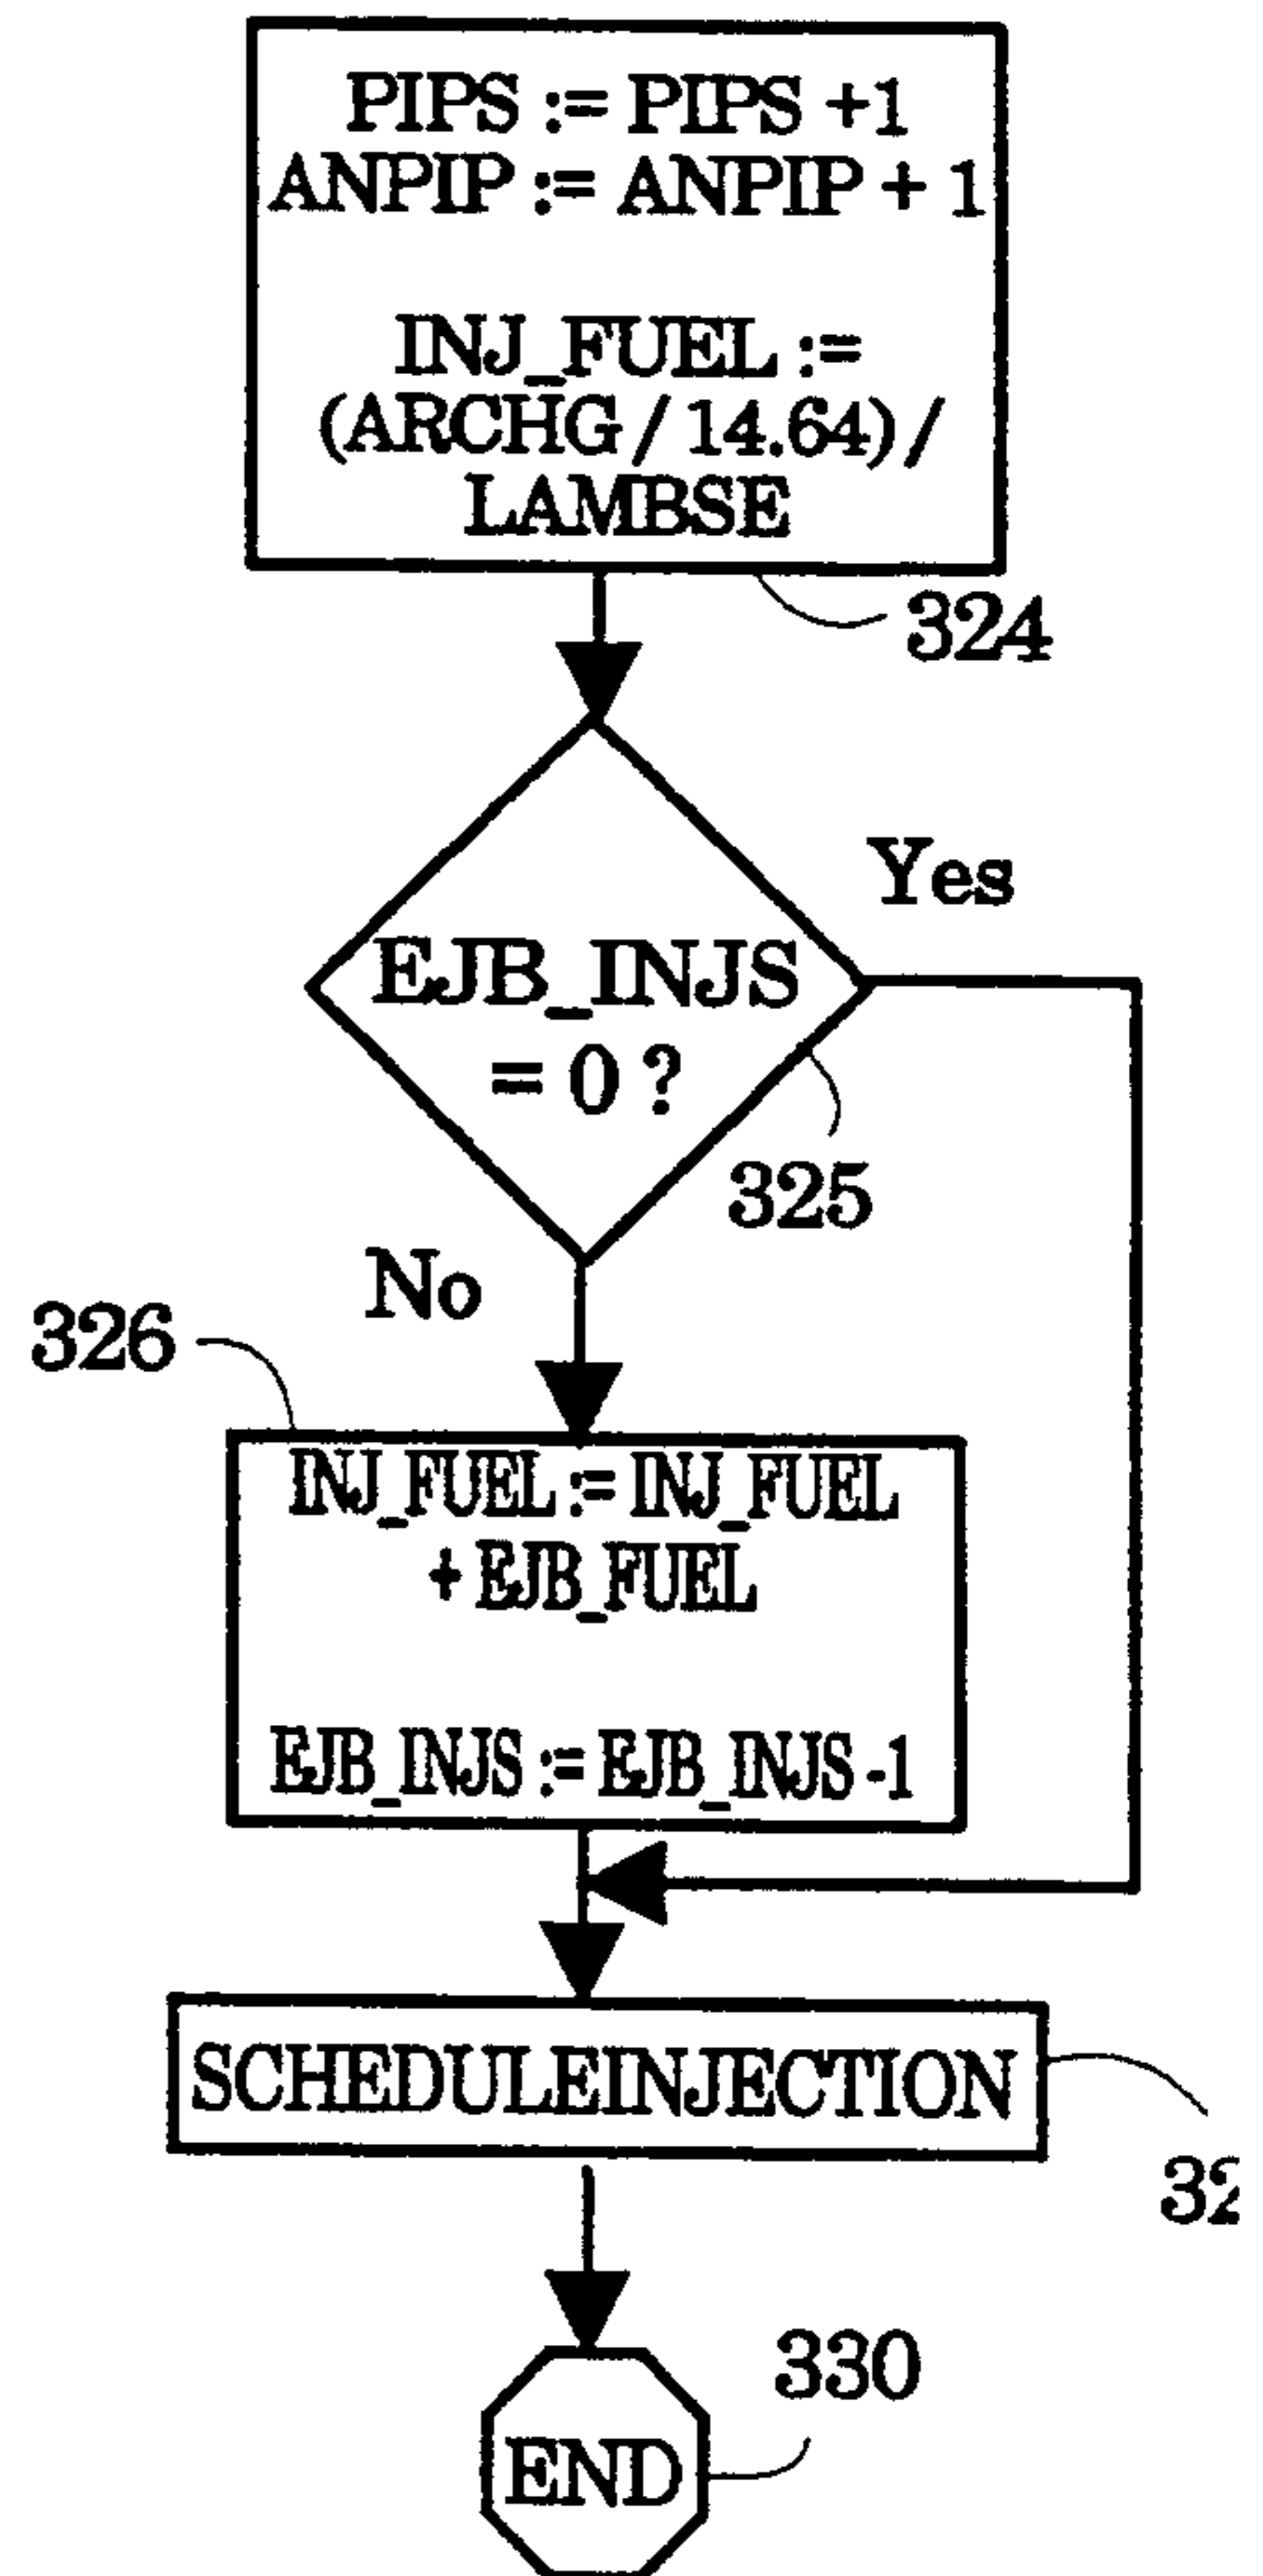 PIPS := PIPS +1
ANPIP := ANPIP + 1
INJ_FUEL :=
(ARCHG / 14.64) /
LAMBSE
324
Yes
EJB_INJS
= 0 ?
325
No
326
INJ_FUEL := INJ_FUEL
+ EJB_FUEL
EJB_INJS := EJB_INJS -1
SCHEDULEINJECTION
330
END